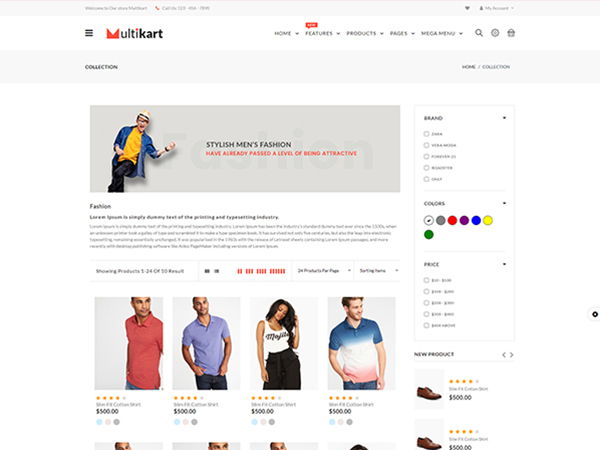 Welcome to Our store Multikart
Call Us: 123 - 456 - 7890
My Account
Multikart
HOME
NEW
FEATURES
PRODUCTS
PAGES
MEGA MENU
COLLECTION
HOME / COLLECTION
Fashion
STYLISH MEN'S FASHION
HAVE ALREADY PASSED A LEVEL OF BEING ATTRACTIVE
Fashion
Lorem Ipsum is simply dummy text of the printing and typesetting industry.
Lorem Ipsum is simply dummy text of the printing and typesetting industry. Lorem Ipsum has been the industry's standard dummy text ever since the 1500s, when
an unknown printer took a galley of type and scrambled it to make a type specimen book. It has survived not only five centuries, but also the leap into electronic
typesetting, remaining essentially unchanged. It was popularised in the 1960s with the release of Letraset sheets containing Lorem Ipsum passages, and more
recently with desktop publishing software like Aldus PageMaker including versions of Lorem Ipsum.
Showing Products 1-24 Of 10 Result
24 Products Per Page
Sorting Items
Mojito
Slim Fit Cotton Shirt
$500.00
Slim Fit Cotton Shirt
$500.00
Slim Fit Cotton Shirt
$500.00
Slim Fit Cotton Shirt
$500.00
BRAND
ZARA
VERA-MODA
FOREVER-21
ROADSTER
ONLY
COLORS
PRICE
$10 - $100
$100 - $200
$200 - $300
$300 - $400
$400 ABOVE
NEW PRODUCT
Slim Fit Cotton Shirt
$500.00
Slim Fit Cotton Shirt
$500.00